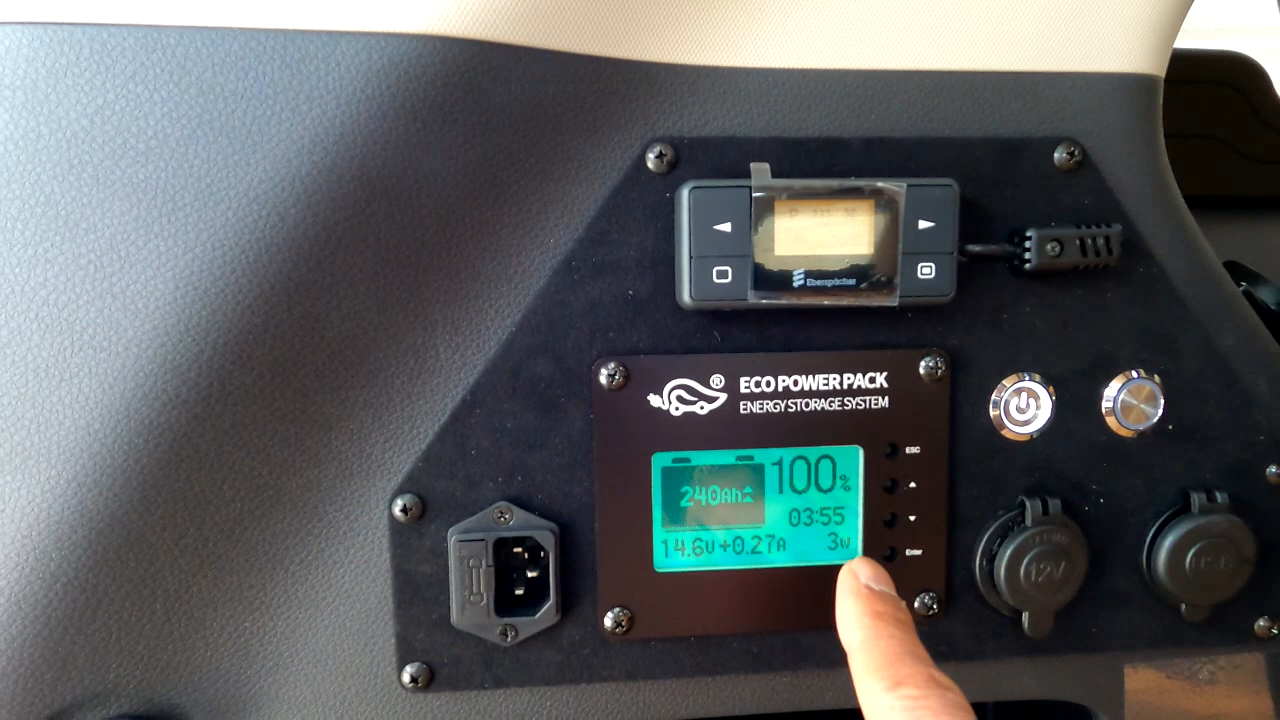 Eberspächer
®
ECO POWER PACK
ENERGY STORAGE SYSTEM
ESC
240Ah
100%
03:55
14.6V+0.27A
3W
Enter
12V